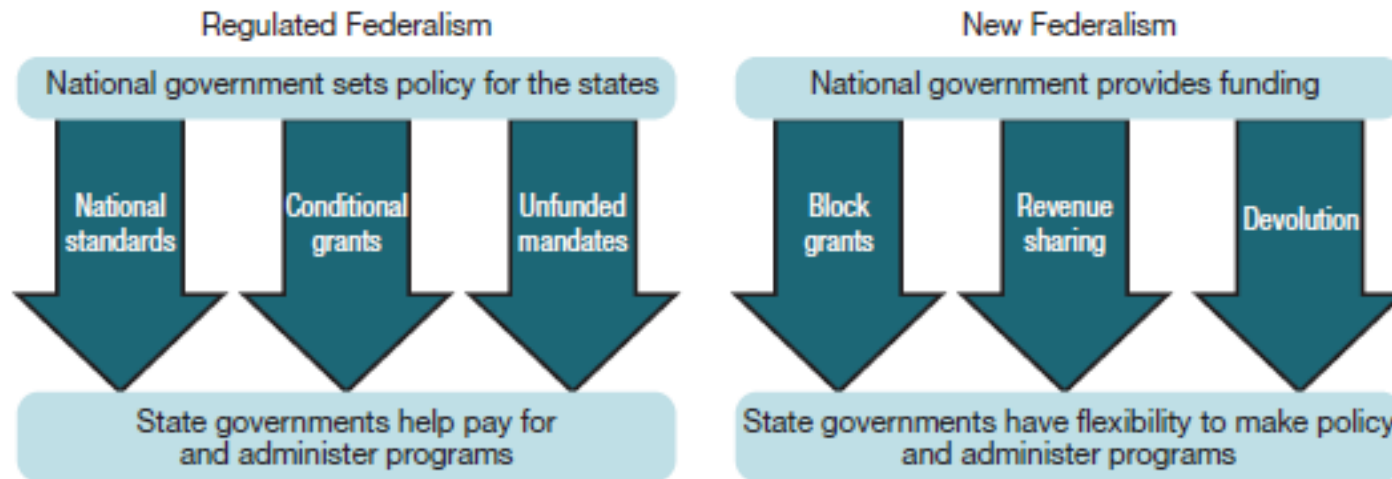 Regulated Federalism
National government sets policy for the states
National
standards
Conditional
grants
Unfunded
mandates
State governments help pay for
and administer programs
New Federalism
National government provides funding
Block
grants
Revenue
sharing
Devolution
State governments have flexibility to make policy
and administer programs